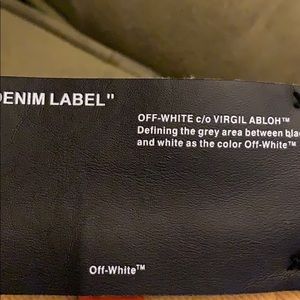 DENIM LABEL"
OFF-WHITE c/o VIRGIL ABLOH™
Defining the grey area between
and white as the color Off-White™
Off-White™